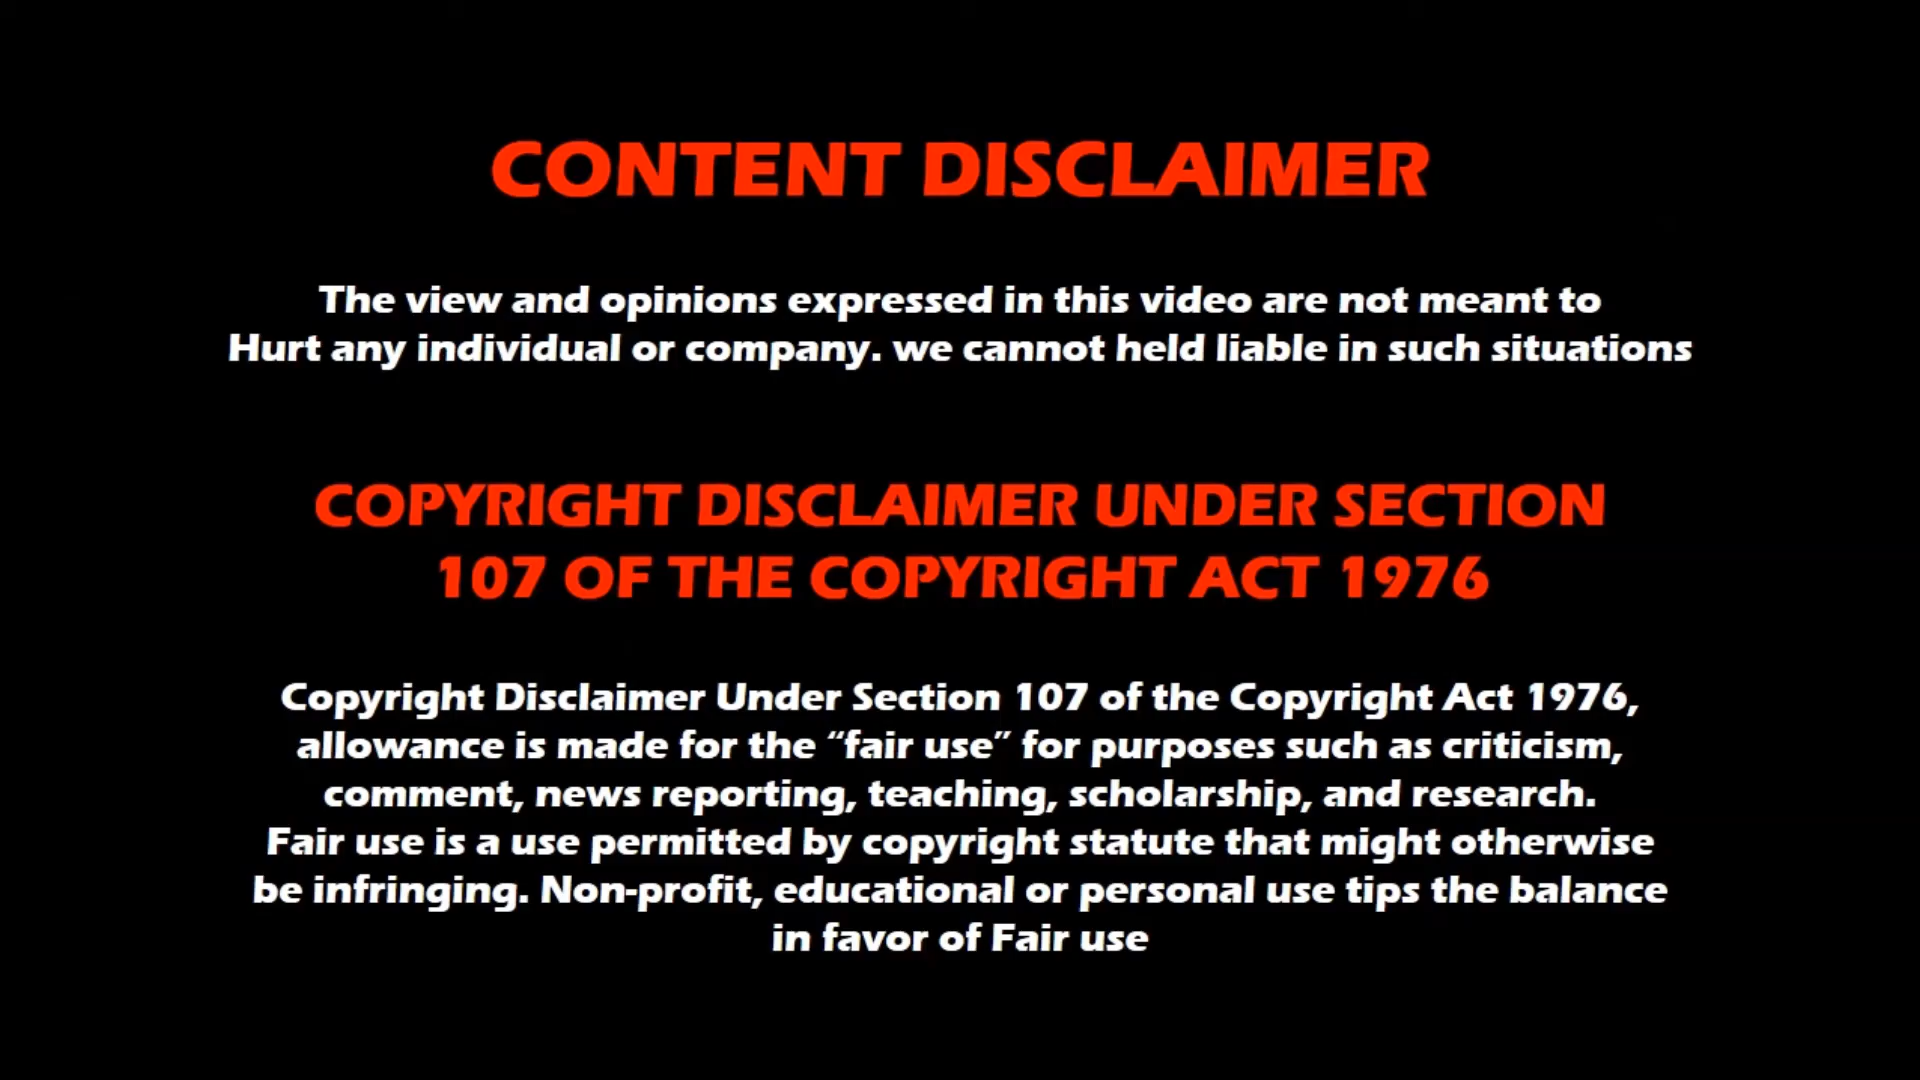 CONTENT DISCLAIMER
The view and opinions expressed in this video are not meant to
Hurt any individual or company. we cannot held liable in such situations
COPYRIGHT DISCLAIMER UNDER SECTION
107 OF THE COPYRIGHT ACT 1976
Copyright Disclaimer Under Section 107 of the Copyright Act 1976,
allowance is made for the “fair use” for purposes such as criticism,
comment, news reporting, teaching, scholarship, and research.
Fair use is a use permitted by copyright statute that might otherwise
be infringing. Non-profit, educational or personal use tips the balance
in favor of Fair use